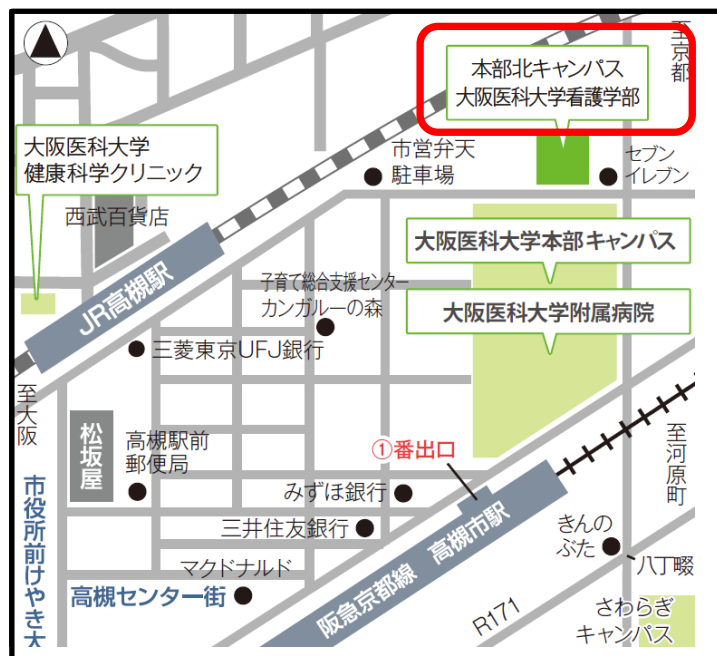 本部北キャンパス
大阪医科大学看護学部
至京都
大阪医科大学
健康科学クリニック
市営弁天
駐車場
セブン
イレブン
西武百貨店
大阪医科大学本部キャンパス
JR高槻駅
子育て総合支援センター
カンガルーの森
大阪医科大学附属病院
三菱東京UFJ銀行
至大阪
松坂屋
高槻駅前
郵便局
①番出口
至河原町
みずほ銀行
市役所前けやき大
三井住友銀行
阪急京都線 高槻市駅
きんの
ぶた
八丁畷
マクドナルド
高槻センター街
R171
さわらぎ
キャンパス